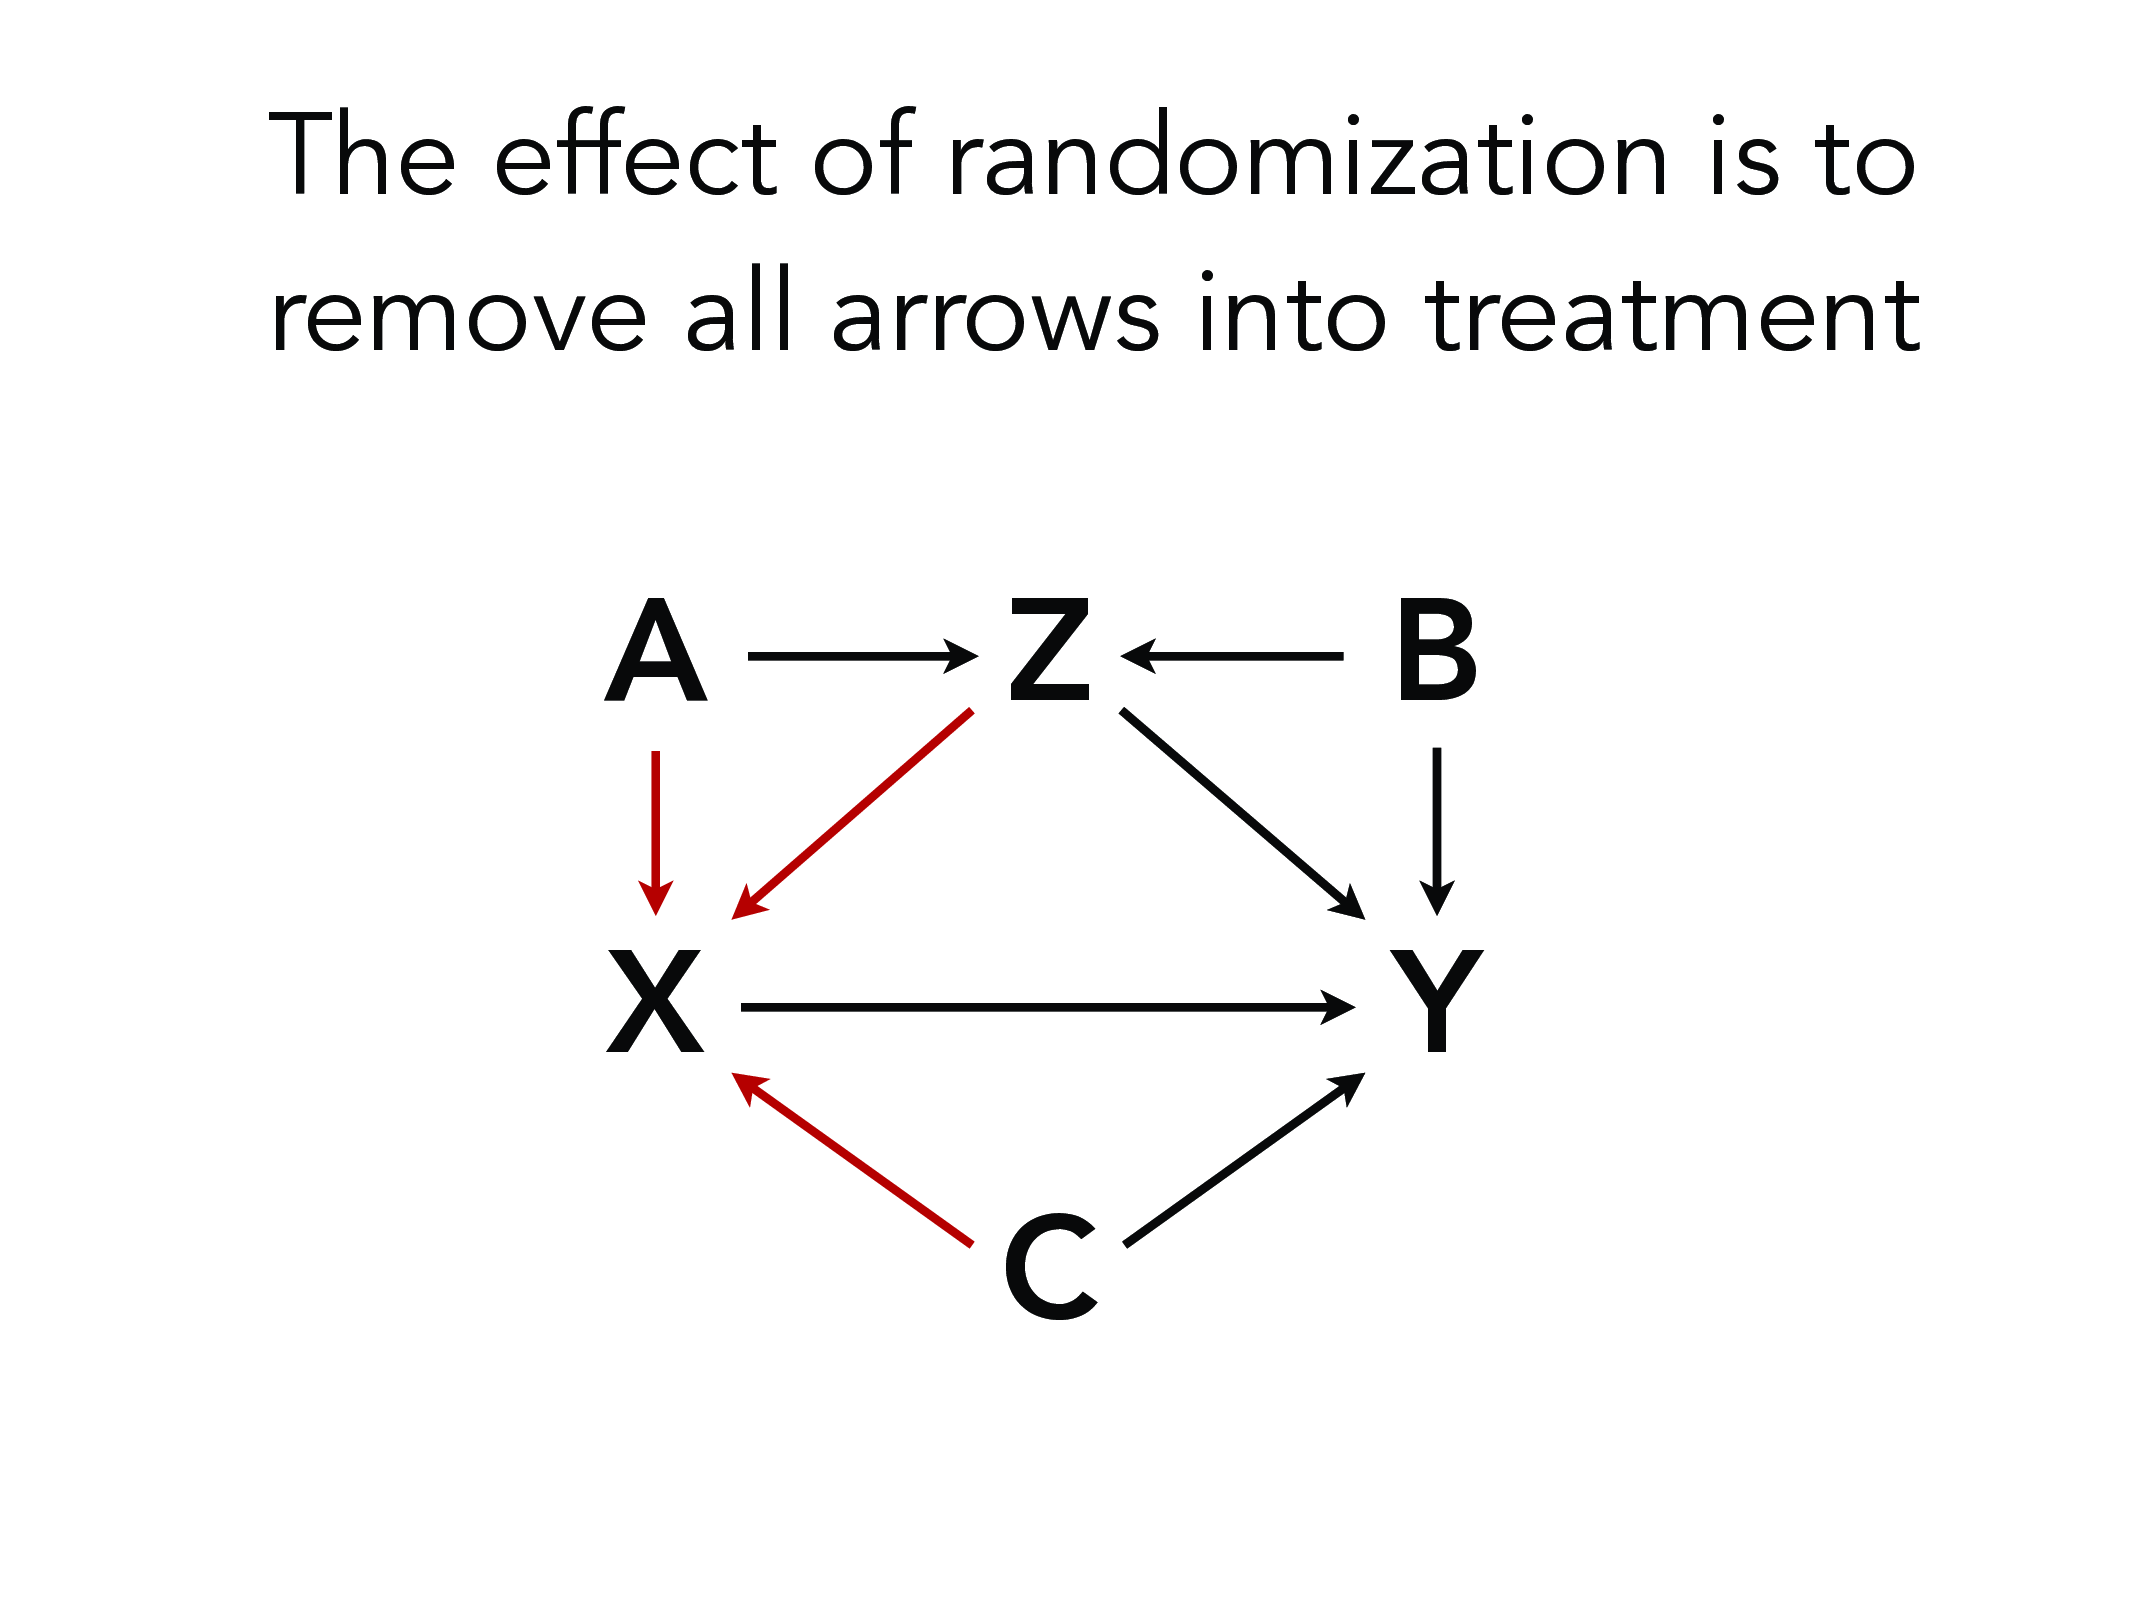 The effect of randomization is to
remove all arrows into treatment
A Z B
X Y
C